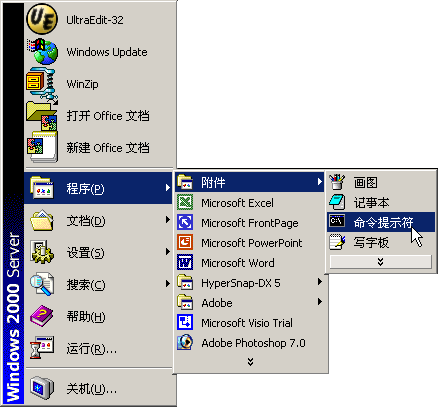 UltraEdit-32
Windows Update
WinZip
打开 Office 文档
新建 Office 文档
程序(P)
文档(D)
设置(S)
搜索(C)
帮助(H)
运行(R)...
关机(U)...
Windows 2000 Server
附件
Microsoft Excel
Microsoft FrontPage
Microsoft PowerPoint
Microsoft Word
HyperSnap-DX 5
Adobe
Microsoft Visio Trial
Adobe Photoshop 7.0
画图
记事本
命令提示符
写字板